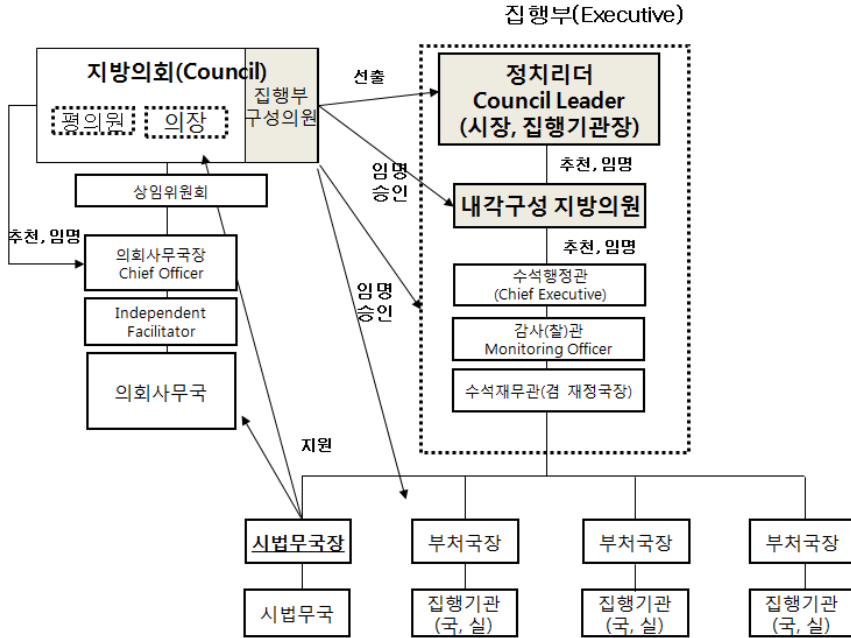 집행부(Executive)
지방의회(Council)
평의원
의장
집행부
구성의원
선출
정치리더
Council Leader
(시장, 집행기관장)
추천, 임명
임명
승인
내각구성 지방의원
추천, 임명
상임위원회
추천, 임명
의회사무국장
Chief Officer
Independent
Facilitator
의회사무국
임명
승인
수석행정관
(Chief Executive)
감사(찰)관
Monitoring Officer
수석재무관(겸 재정국장)
지원
시법무국장
부처국장
부처국장
부처국장
시법무국
집행기관
(국, 실)
집행기관
(국, 실)
집행기관
(국, 실)